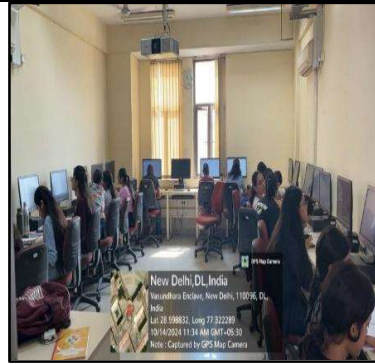 GPS Map Camera
New Delhi,DL,India
Vasundhara Enclave, New Delhi, 110096, DL,
India
Lat 28.598832, Long 77.322289
10/14/2024 11:34 AM GMT+05:30
Note : Captured by GPS Map Camera